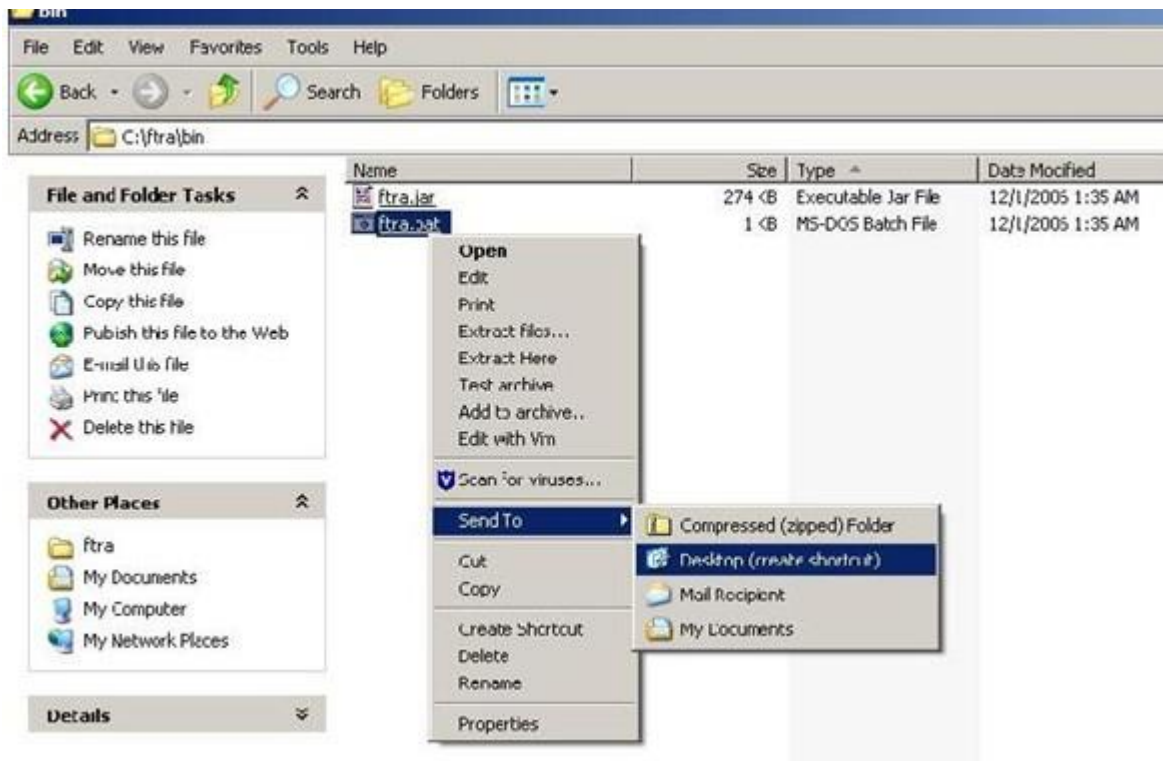 bin
File Edit View Favorites Tools Help
Back Search Folders
Address C:\ftra\bin
Name Size Type Date Modified
ftra.jar 274 KB Executable Jar File 12/1/2005 1:35 AM
ftra.bat 1 KB MS-DOS Batch File 12/1/2005 1:35 AM
File and Folder Tasks
Rename this file
Move this file
Copy this file
Publish this file to the Web
E-mail this file
Print this file
Delete this file
Other Places
ftra
My Documents
My Computer
My Network Places
Details
Open
Edit
Print
Extract files...
Extract Here
Test archive
Add to archive...
Edit with Vim
Scan for viruses...
Send To
Cut
Copy
Create Shortcut
Delete
Rename
Properties
Compressed (zipped) Folder
Desktop (create shortcut)
Mail Recipient
My Documents